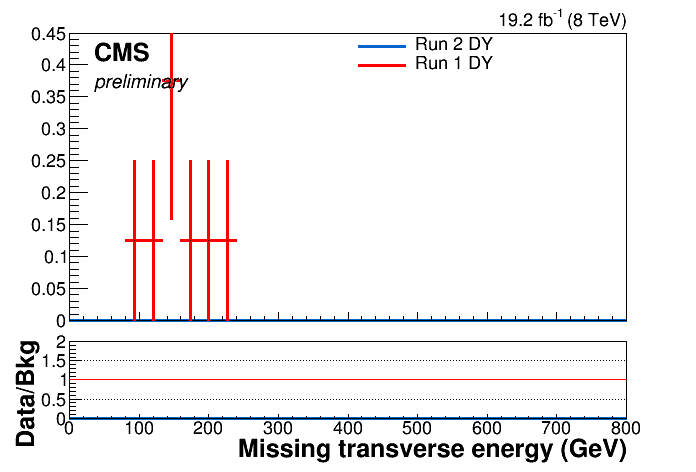 19.2 fb⁻¹ (8 TeV)
CMS
preliminary
Run 2 DY
Run 1 DY
0.45
0.4
0.35
0.3
0.25
0.2
0.15
0.1
0.05
0
2
1.5
1
0.5
0
Data/Bkg
0 100 200 300 400 500 600 700 800
Missing transverse energy (GeV)